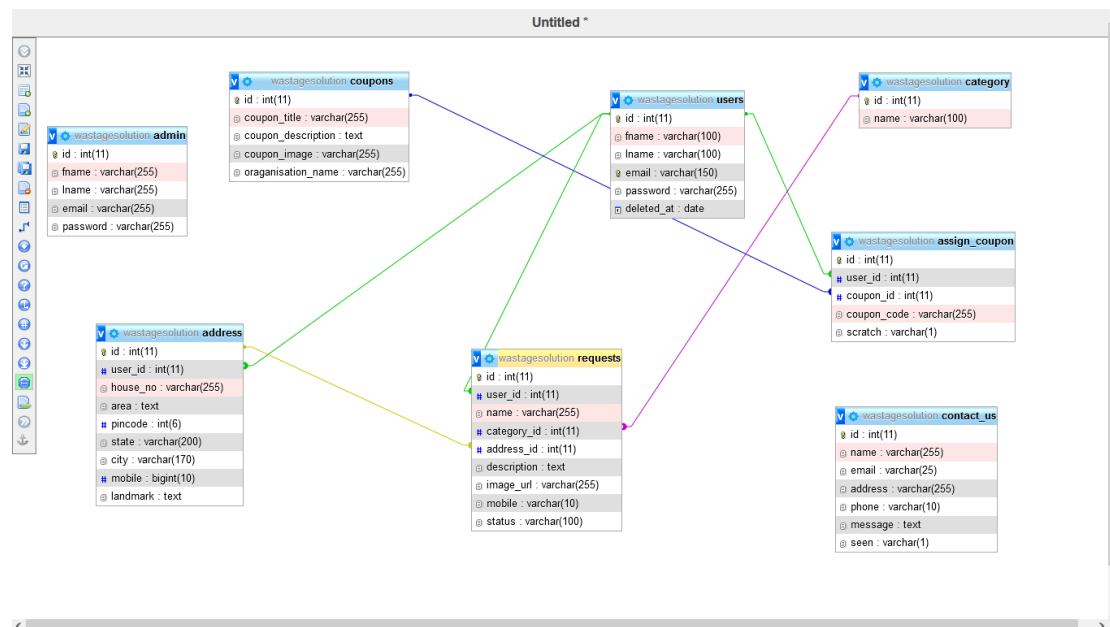 Untitled *
wastagesolution coupons
id : int(11)
coupon_title : varchar(255)
coupon_description : text
coupon_image : varchar(255)
oraganisation_name : varchar(255)
wastagesolution users
id : int(11)
fname : varchar(100)
lname : varchar(100)
email : varchar(150)
password : varchar(255)
deleted_at : date
wastagesolution category
id : int(11)
name : varchar(100)
wastagesolution admin
id : int(11)
fname : varchar(255)
lname : varchar(255)
email : varchar(255)
password : varchar(255)
wastagesolution assign_coupon
id : int(11)
user_id : int(11)
coupon_id : int(11)
coupon_code : varchar(255)
scratch : varchar(1)
wastagesolution address
id : int(11)
user_id : int(11)
house_no : varchar(255)
area : text
pincode : int(6)
state : varchar(200)
city : varchar(170)
mobile : bigint(10)
landmark : text
wastagesolution requests
id : int(11)
user_id : int(11)
name : varchar(255)
category_id : int(11)
address_id : int(11)
description : text
image_url : varchar(255)
mobile : varchar(10)
status : varchar(100)
wastagesolution contact_us
id : int(11)
name : varchar(255)
email : varchar(25)
address : varchar(255)
phone : varchar(10)
message : text
seen : varchar(1)